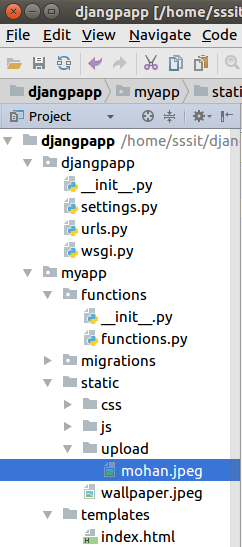 djangpapp [/home/sssit
File Edit View Navigate Code
djangpapp myapp stat
Project
djangpapp /home/sssit/djan
djangpapp
__init__.py
settings.py
urls.py
wsgi.py
myapp
functions
__init__.py
functions.py
migrations
static
css
js
upload
mohan.jpeg
wallpaper.jpeg
templates
index.html